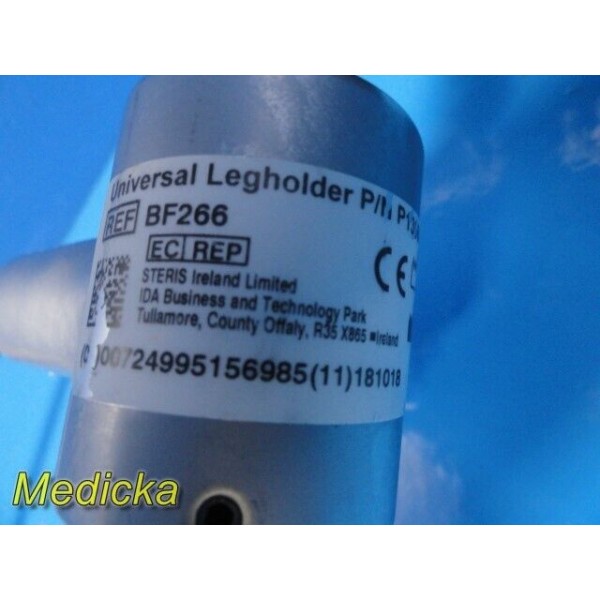 Universal Legholder P/N
REF BF266
EC REP
STERIS Ireland Limited
IDA Business and Technology Park
Tullamore, County Offaly, R35 X865 Ireland
CE
00724995156985(11)181018
Medicka